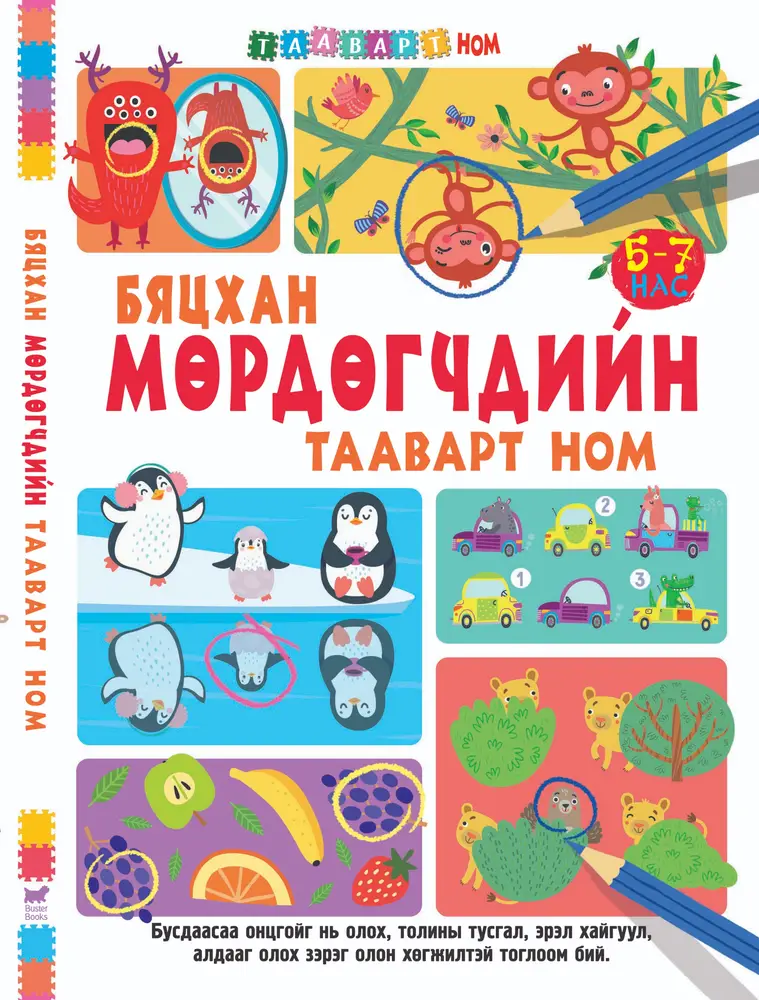 ТААВАРТ НОМ
5-7
НАС
БЯЦХАН
МӨРДӨГЧДИЙН
ТААВАРТ НОМ
2
1
3
Бусдаасаа онцгойг нь олох, толины тусгал, эрэл хайгуул,
алдааг олох зэрэг олон хөгжилтэй тоглоом бий.
БЯЦХАН МӨРДӨГЧДИЙН ТААВАРТ НОМ
Buster
Books